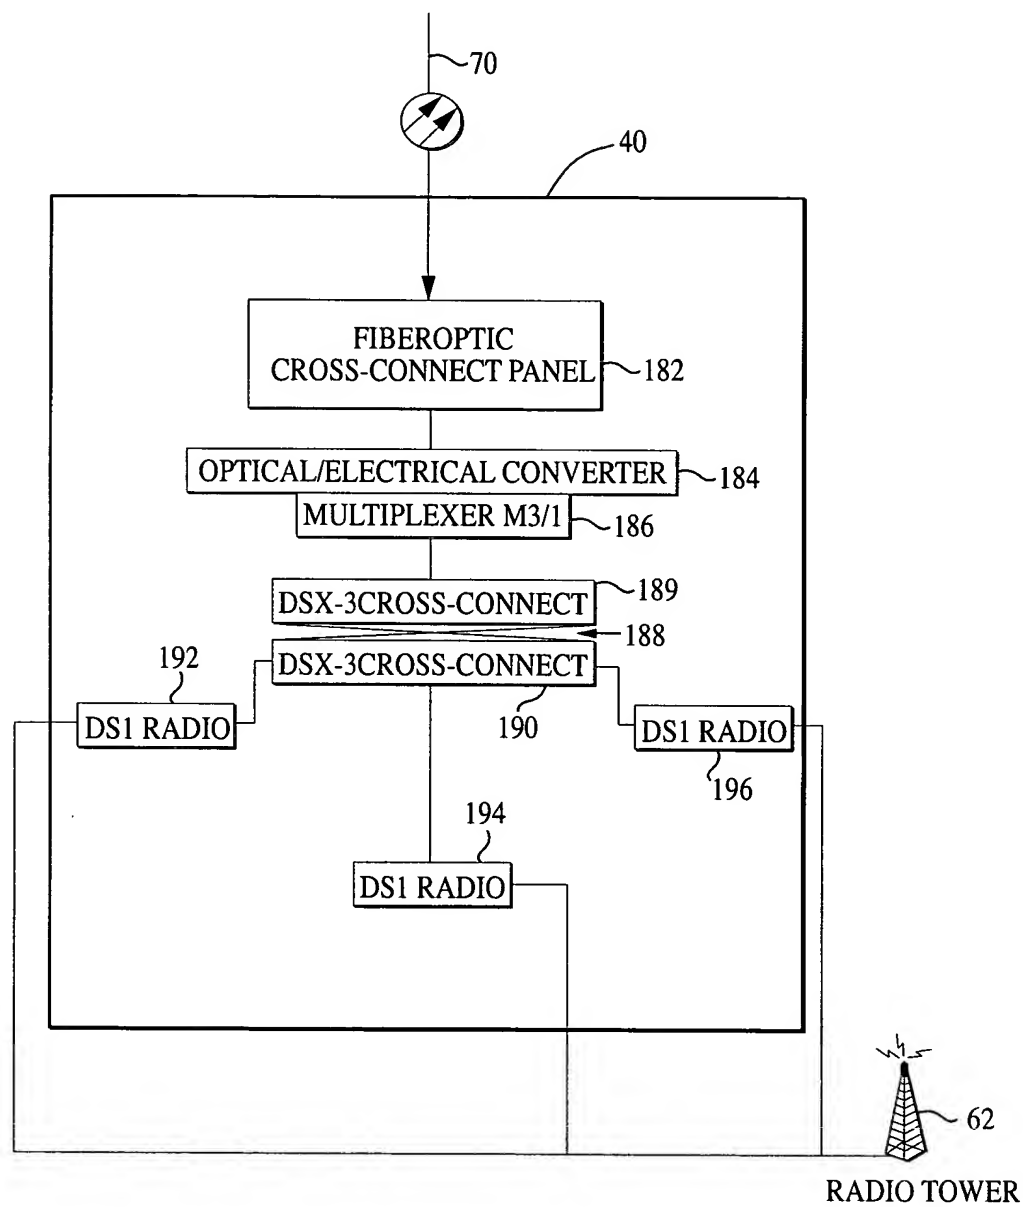 70
40
FIBEROPTIC
CROSS-CONNECT PANEL
182
OPTICAL/ELECTRICAL CONVERTER
184
MULTIPLEXER M3/1
186
189
DSX-3CROSS-CONNECT
188
DSX-3CROSS-CONNECT
192
190
DS1 RADIO
DS1 RADIO
196
194
DS1 RADIO
62
RADIO TOWER